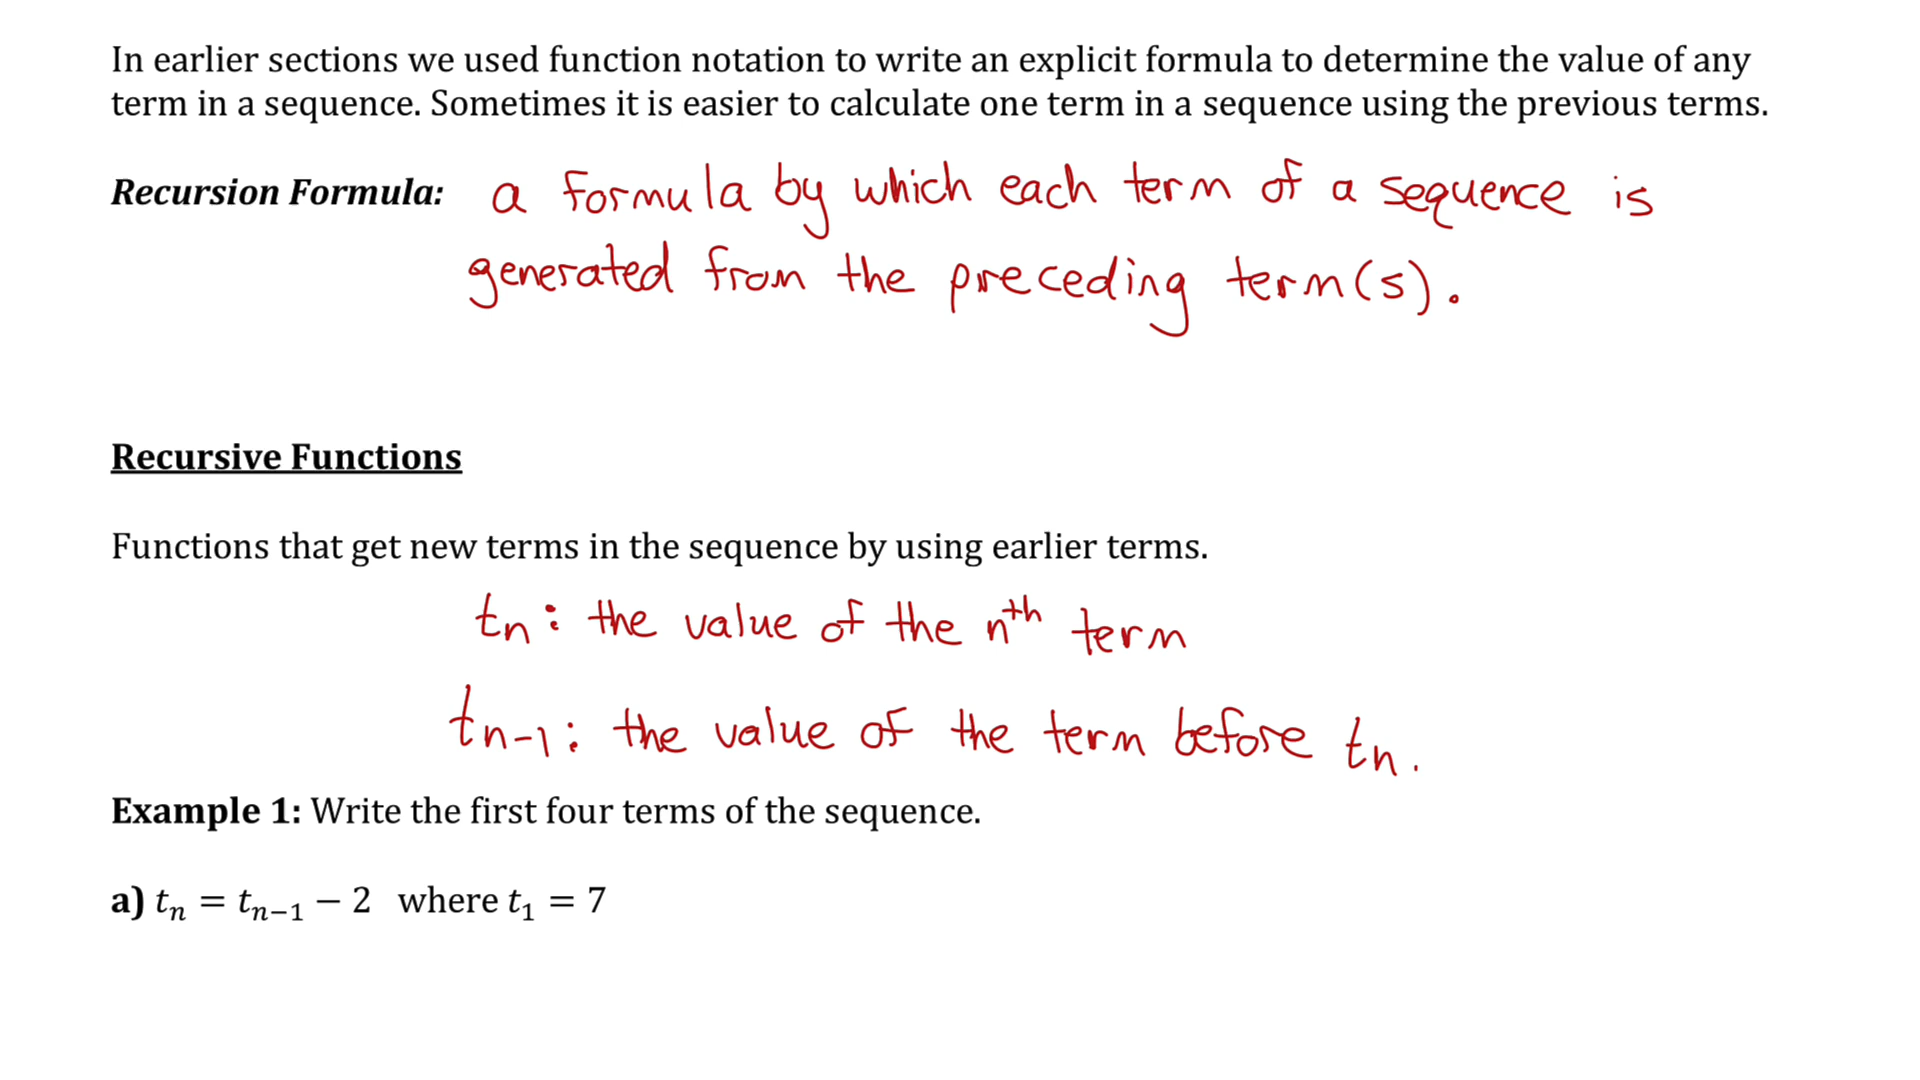 In earlier sections we used function notation to write an explicit formula to determine the value of any
term in a sequence. Sometimes it is easier to calculate one term in a sequence using the previous terms.
Recursion Formula: a formula by which each term of a sequence is
generated from the preceding term(s).
Recursive Functions
Functions that get new terms in the sequence by using earlier terms.
tₙ: the value of the nᵗʰ term
tₙ₋₁: the value of the term before tₙ.
Example 1: Write the first four terms of the sequence.
a) tₙ = tₙ₋₁ − 2 where t₁ = 7